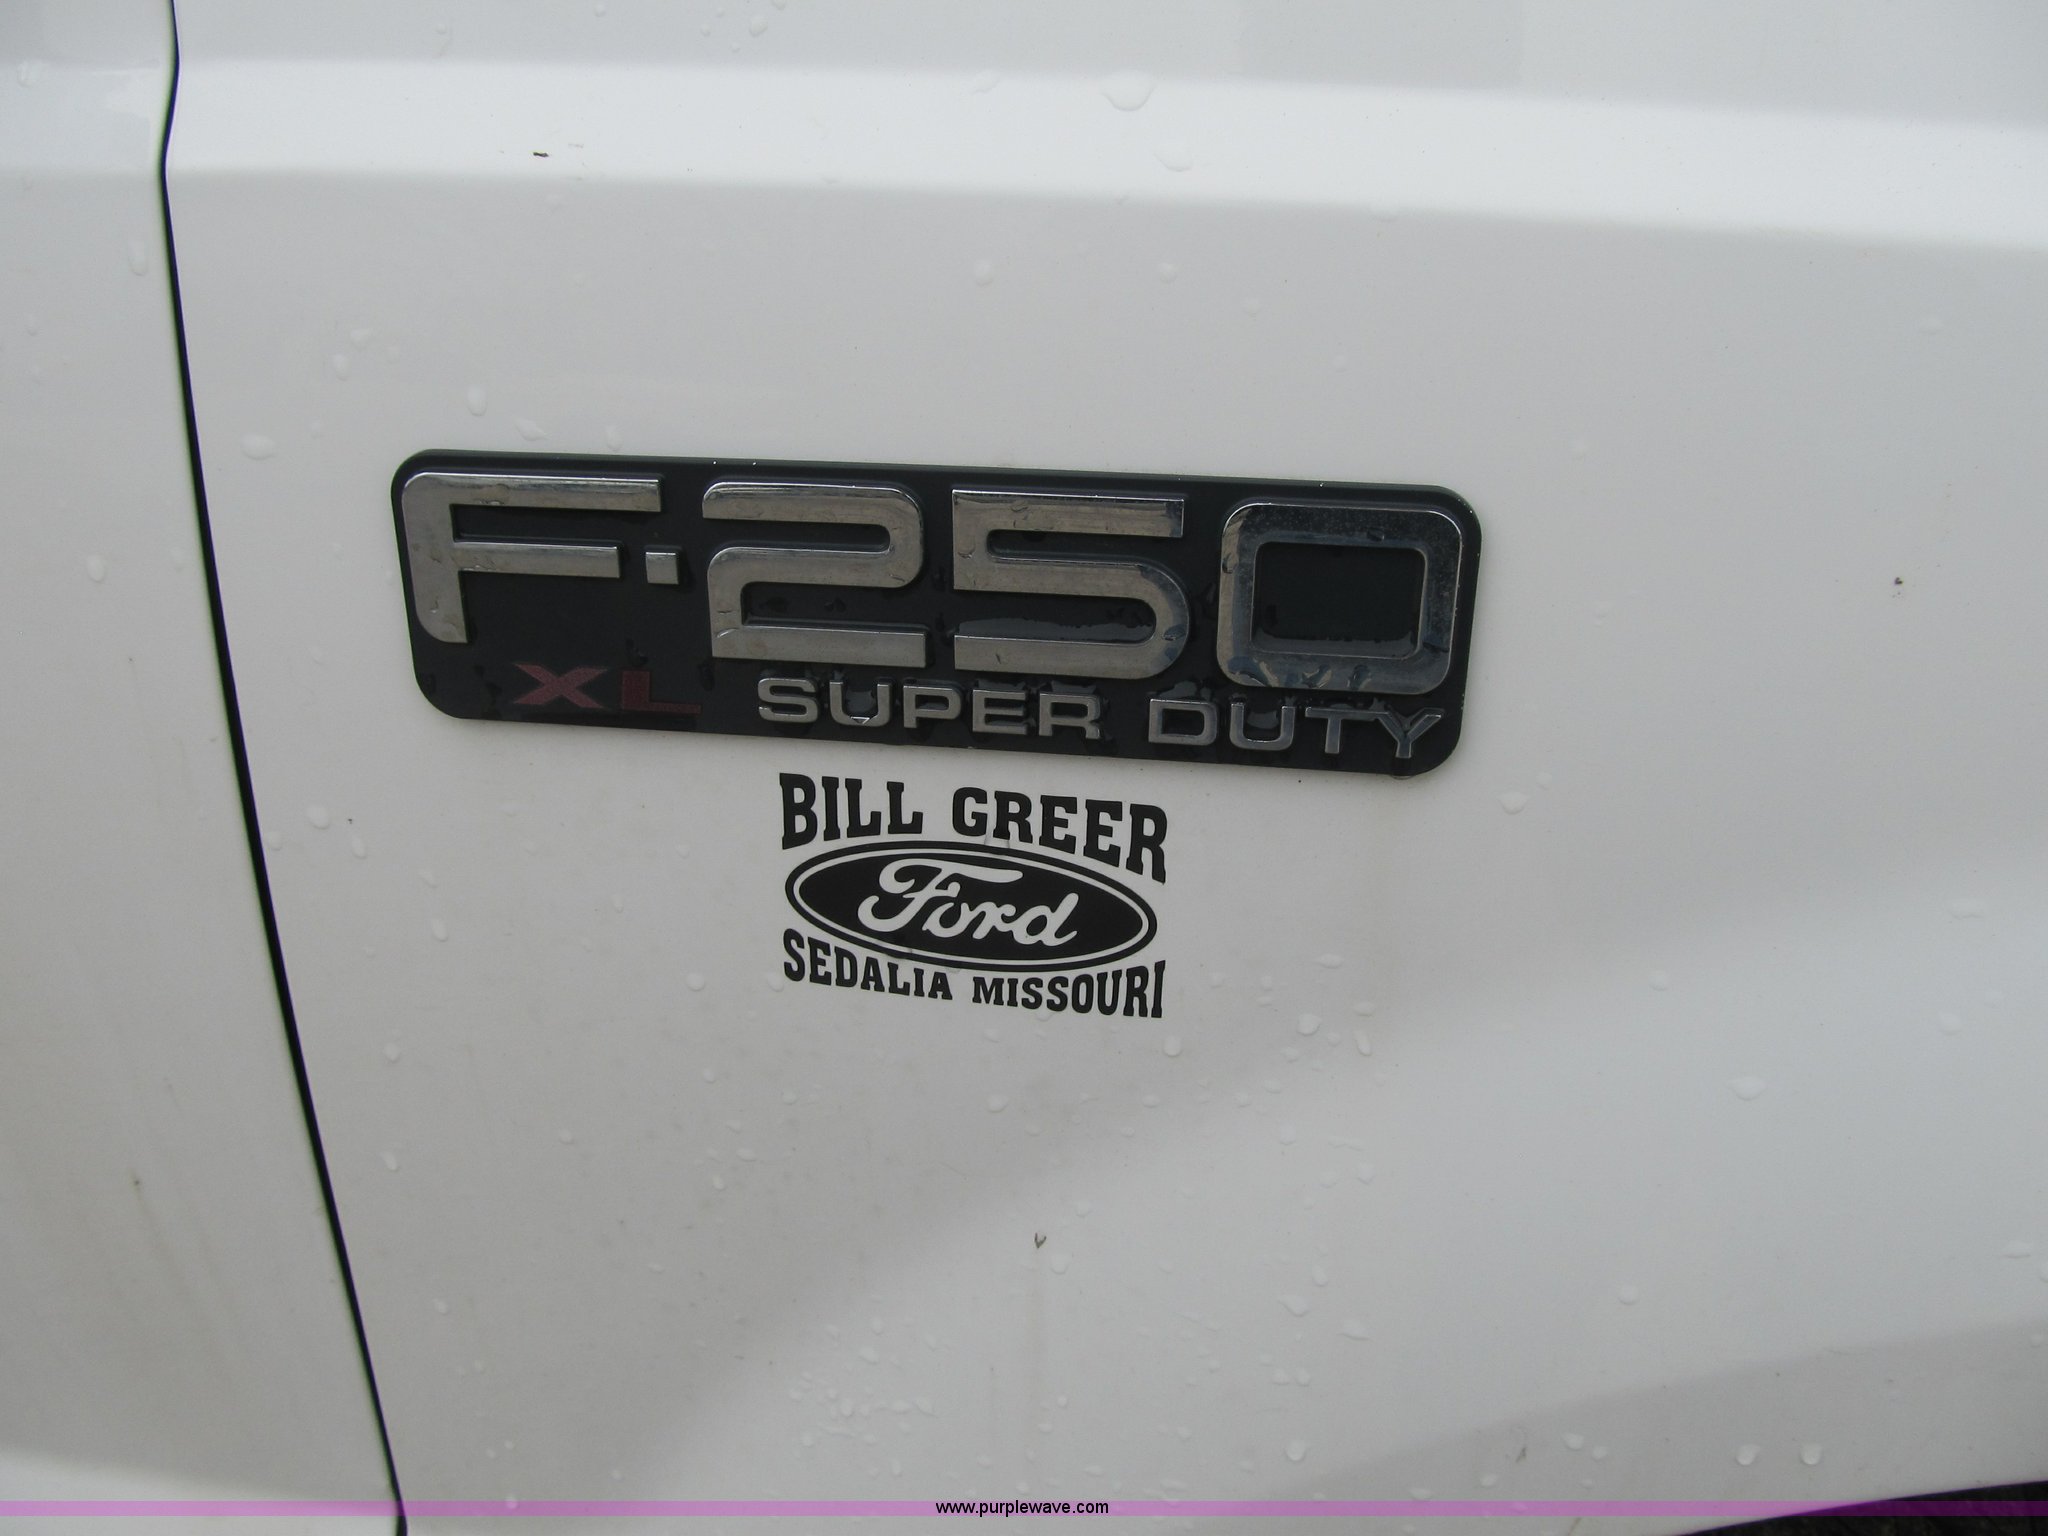 F-250
XL SUPER DUTY
BILL GREER
Ford
SEDALIA MISSOURI
www.purplewave.com